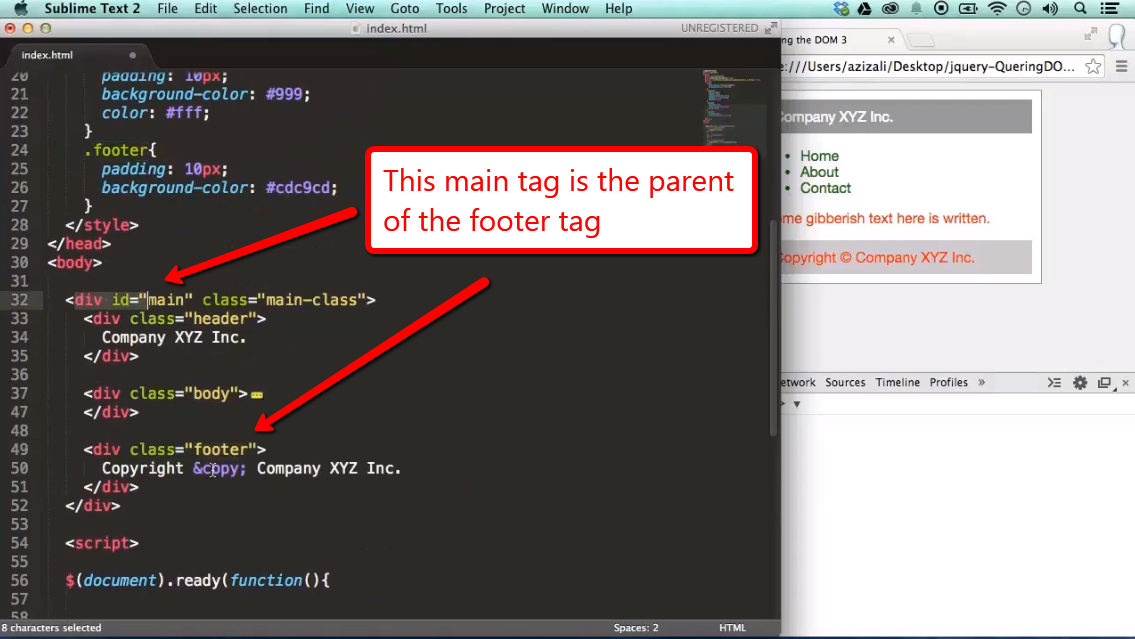 Sublime Text 2 File Edit Selection Find View Goto Tools Project Window Help
index.html UNREGISTERED
index.html
ing the DOM 3
e:///Users/azizali/Desktop/jquery-QueringDO...
20 padding: 10px;
21 background-color: #999;
22 color: #fff;
23 }
24 .footer{
25 padding: 10px;
26 background-color: #cdc9cd;
27 }
28 </style>
29 </head>
30 <body>
31
32 <div id="main" class="main-class">
33 <div class="header">
34 Company XYZ Inc.
35 </div>
36
37 <div class="body">
47 </div>
48
49 <div class="footer">
50 Copyright &copy; Company XYZ Inc.
51 </div>
52 </div>
53
54 <script>
55
56 $(document).ready(function(){
57
58
This main tag is the parent
of the footer tag
Company XYZ Inc.
• Home
• About
• Contact
me gibberish text here is written.
Copyright © Company XYZ Inc.
etwork Sources Timeline Profiles »
8 characters selected Spaces: 2 HTML